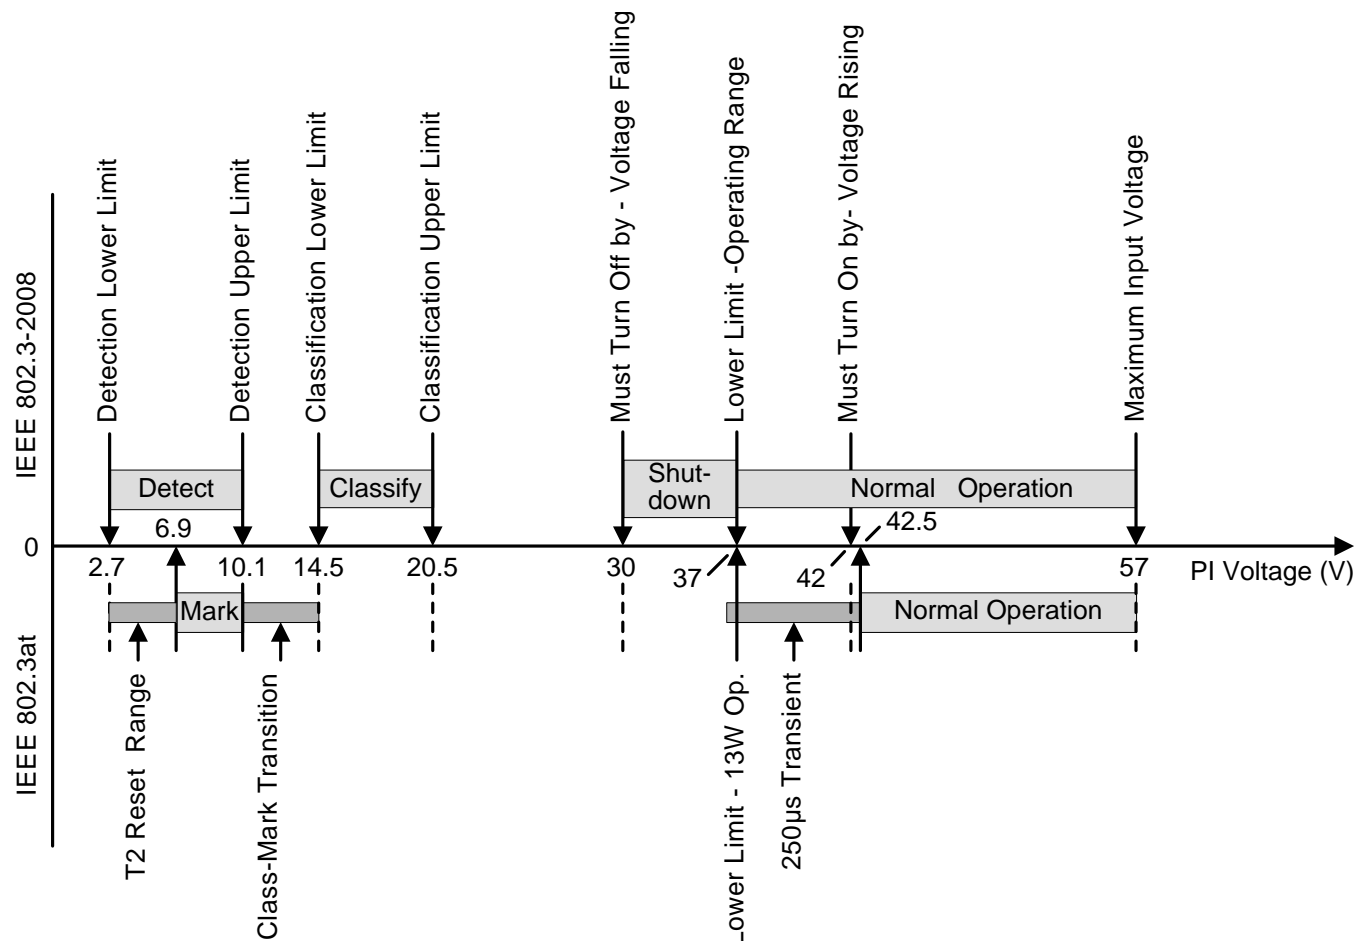 IEEE 802.3-2008
Detection Lower Limit
Detection Upper Limit
Classification Lower Limit
Classification Upper Limit
Must Turn Off by - Voltage Falling
Lower Limit -Operating Range
Must Turn On by- Voltage Rising
Maximum Input Voltage
Detect
Classify
Shut-
down
Normal Operation
6.9
42.5
0
2.7
10.1
14.5
20.5
30
37
42
57
PI Voltage (V)
Mark
Normal Operation
IEEE 802.3at
T2 Reset Range
Class-Mark Transition
Lower Limit - 13W Op.
250µs Transient